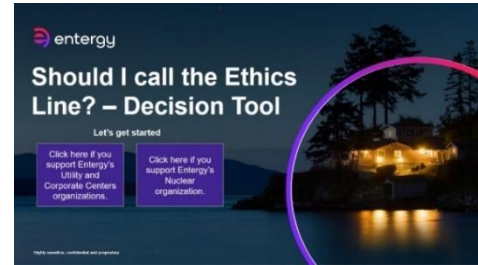 entergy
Should I call the Ethics
Line? – Decision Tool
Let's get started
Click here if you
support Entergy's
Utility and
Corporate Centers
organizations.
Click here if you
support Entergy's
Nuclear
organization.
Highly sensitive, confidential and proprietary